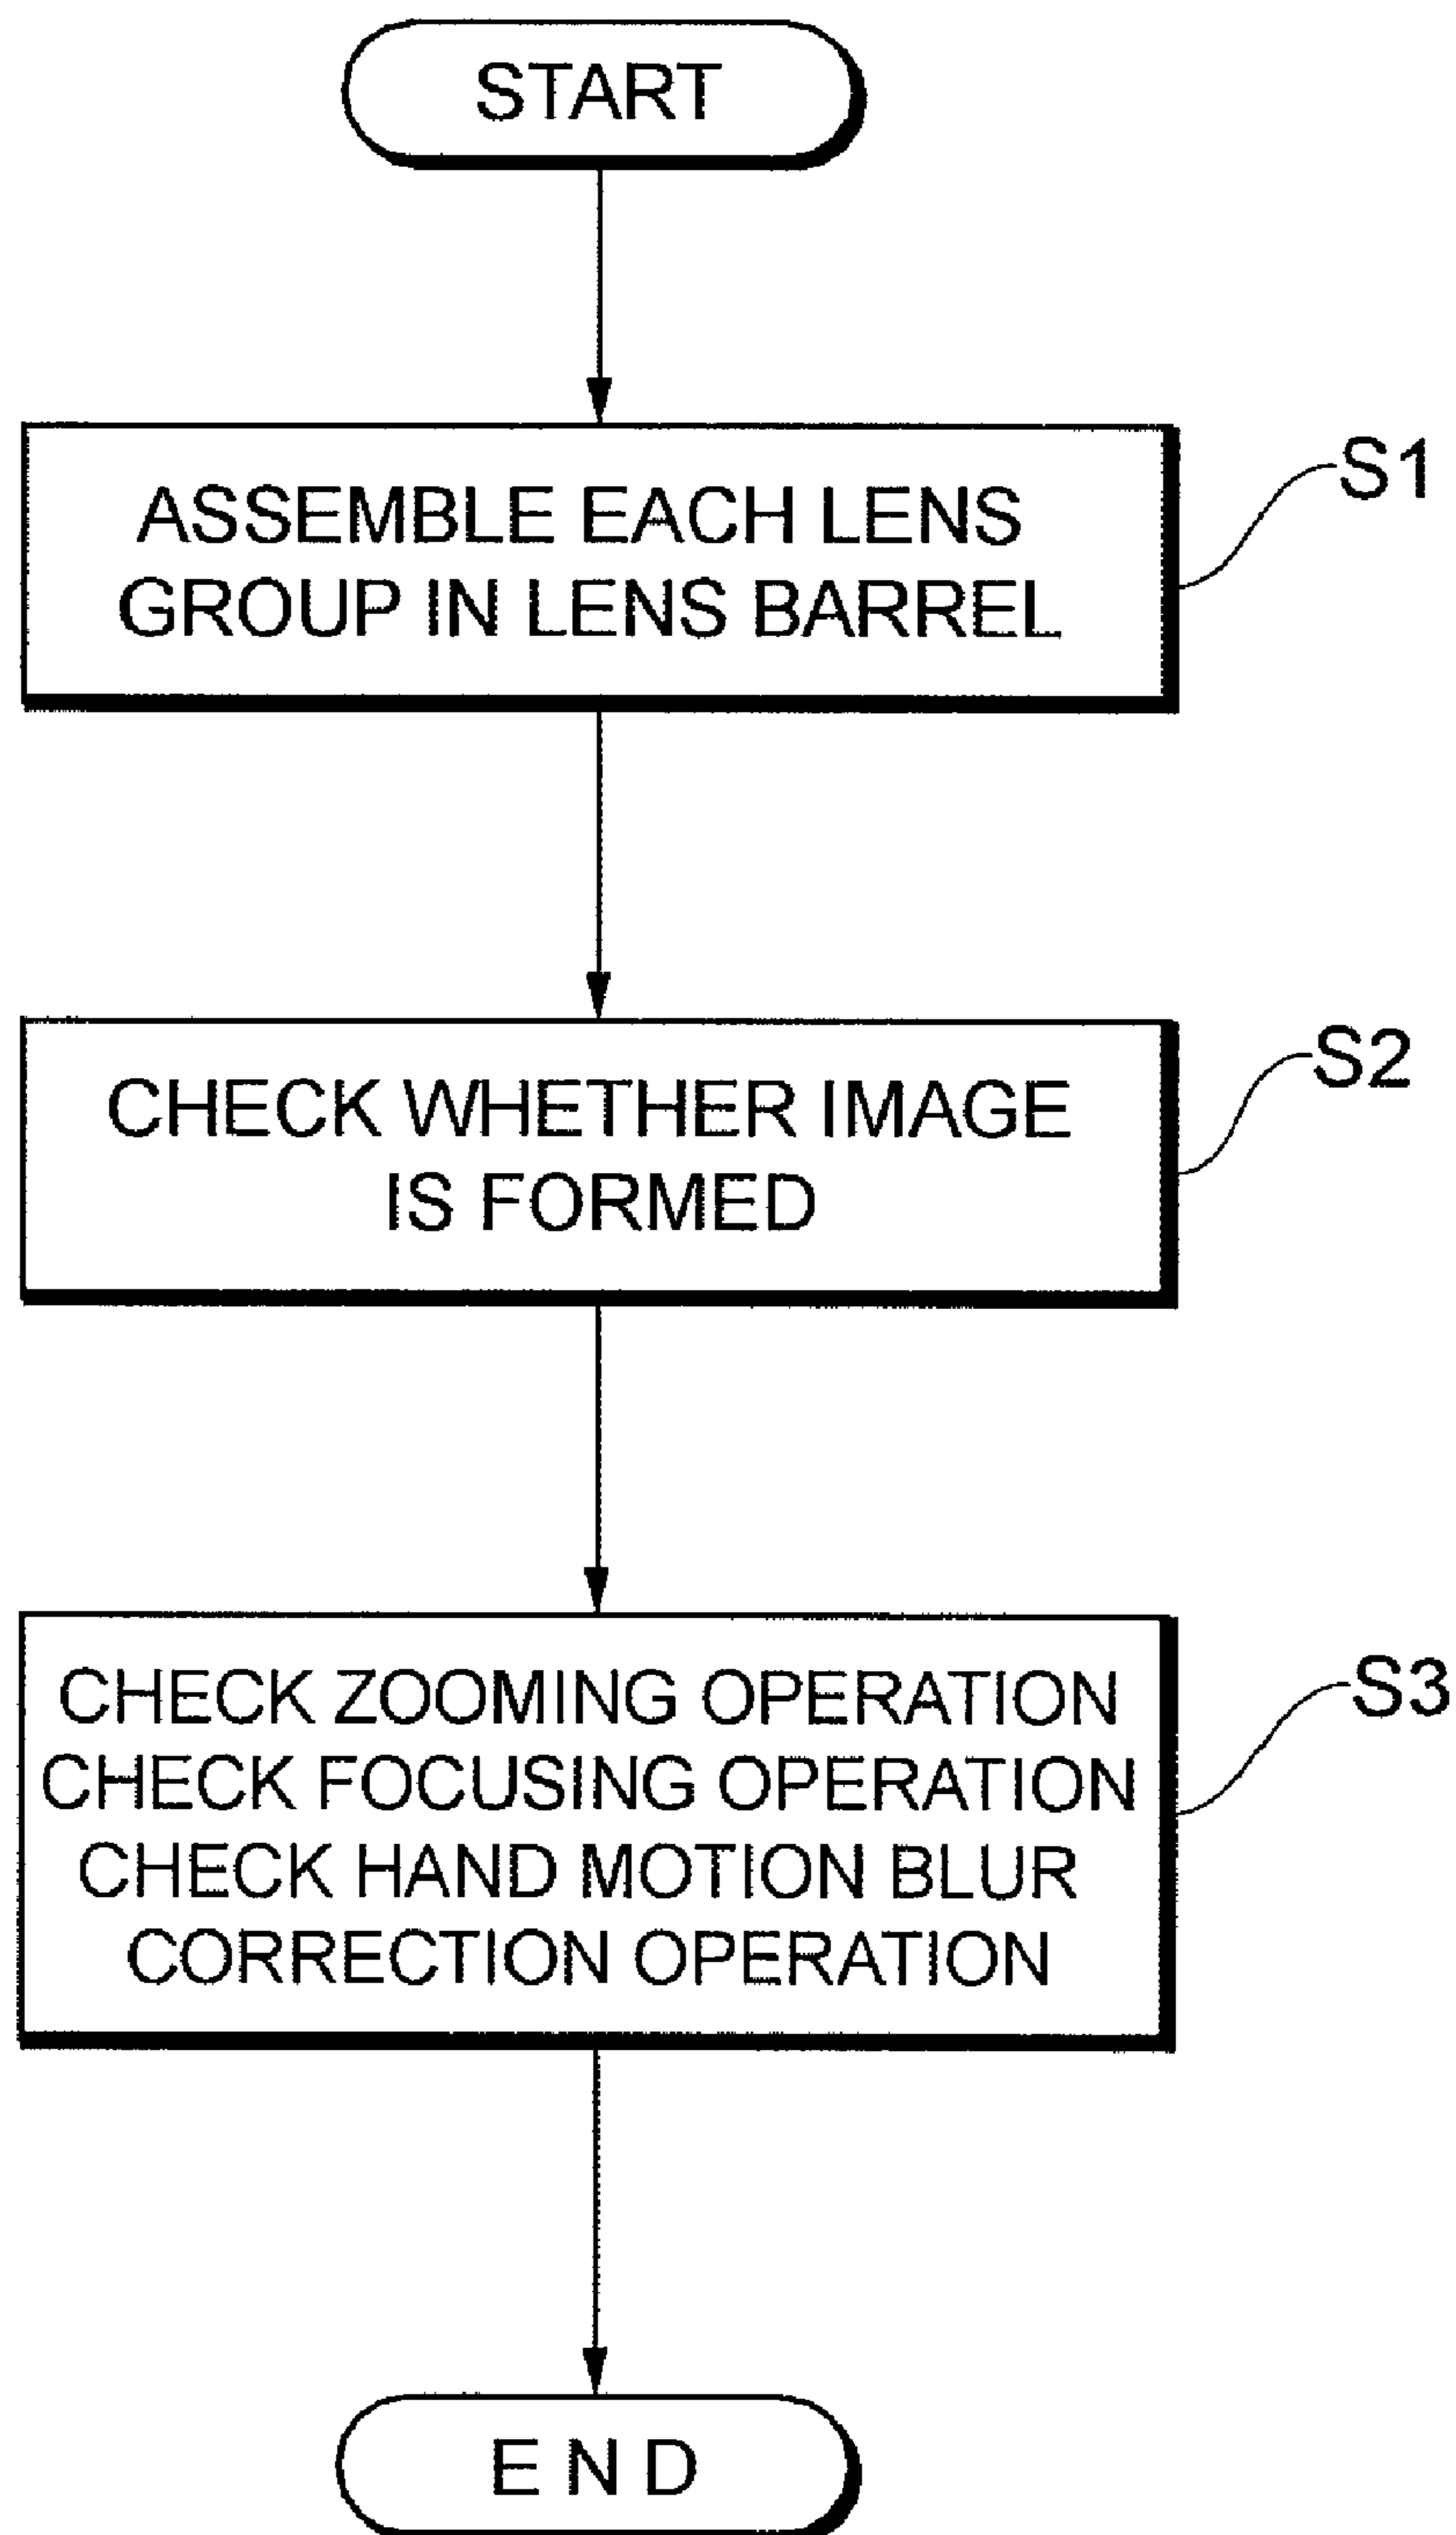 START
ASSEMBLE EACH LENS
GROUP IN LENS BARREL
S1
CHECK WHETHER IMAGE
IS FORMED
S2
CHECK ZOOMING OPERATION
CHECK FOCUSING OPERATION
CHECK HAND MOTION BLUR
CORRECTION OPERATION
S3
END